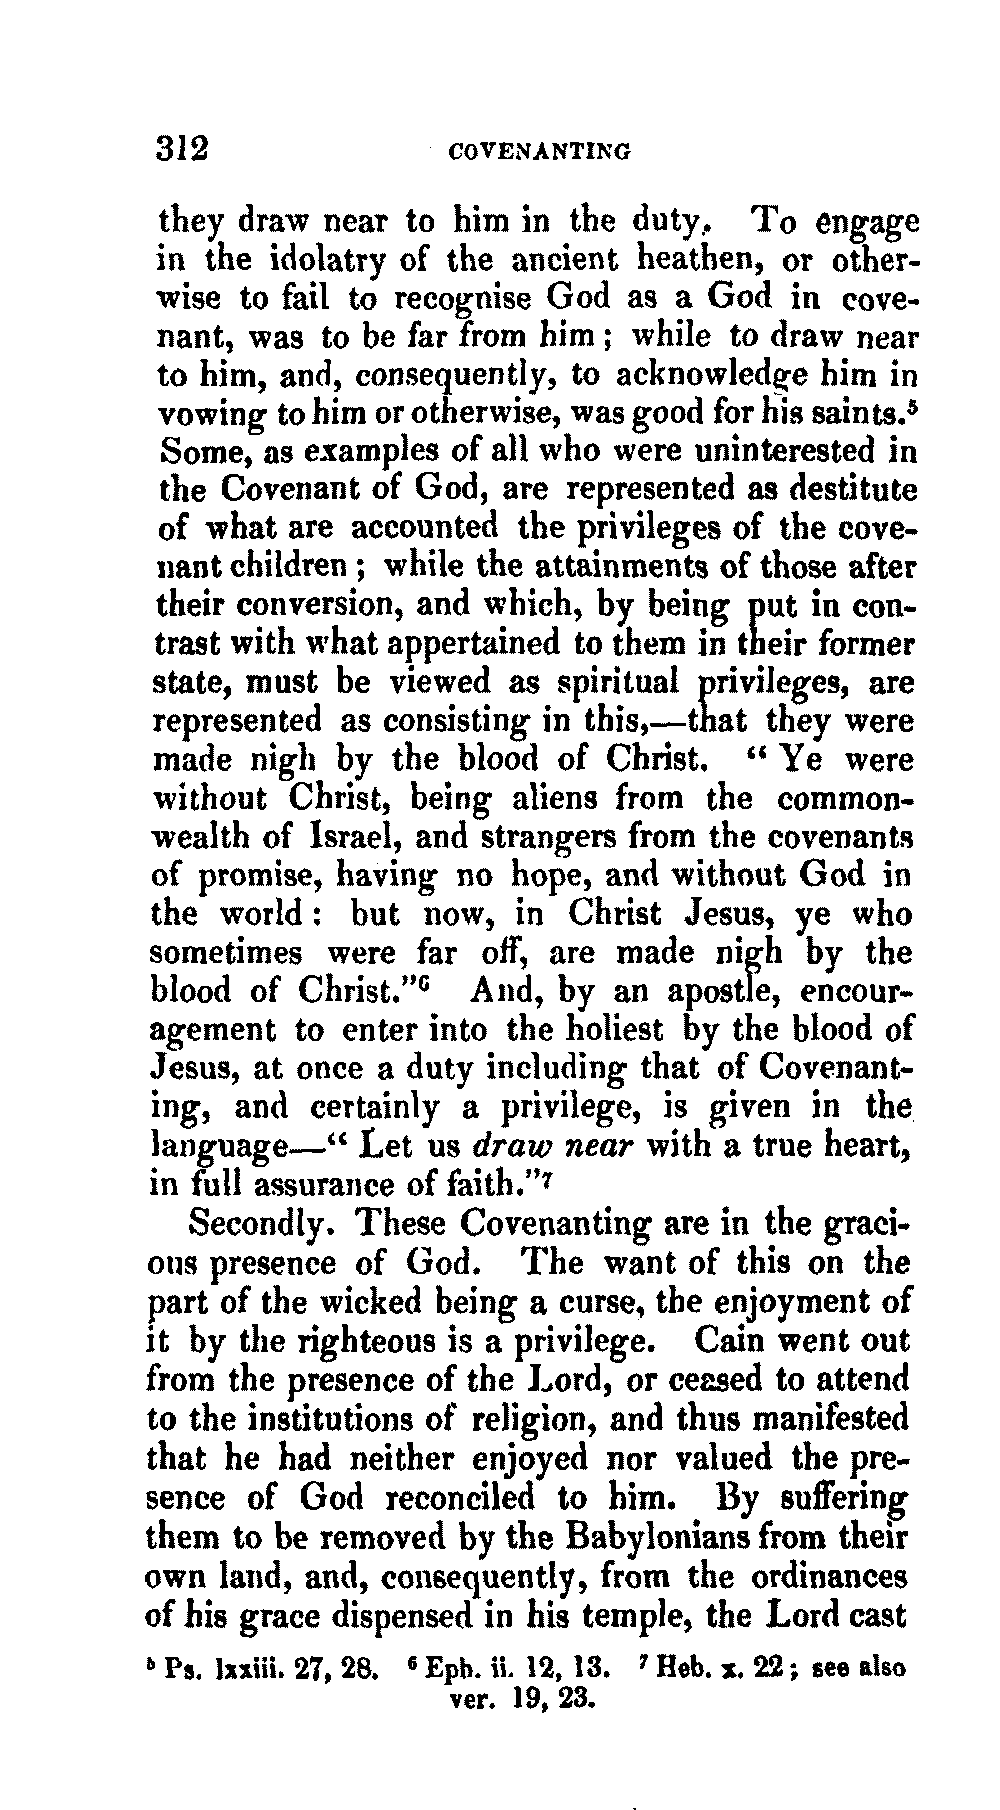 312 COVENANTING
they draw near to him in the duty. To engage
in the idolatry of the ancient heathen, or other-
wise to fail to recognise God as a God in cove-
nant, was to be far from him; while to draw near
to him, and, consequently, to acknowledge him in
vowing to him or otherwise, was good for his saints.⁵
Some, as examples of all who were uninterested in
the Covenant of God, are represented as destitute
of what are accounted the privileges of the cove-
nant children; while the attainments of those after
their conversion, and which, by being put in con-
trast with what appertained to them in their former
state, must be viewed as spiritual privileges, are
represented as consisting in this,—that they were
made nigh by the blood of Christ. “Ye were
without Christ, being aliens from the common-
wealth of Israel, and strangers from the covenants
of promise, having no hope, and without God in
the world: but now, in Christ Jesus, ye who
sometimes were far off, are made nigh by the
blood of Christ.”⁶ And, by an apostle, encour-
agement to enter into the holiest by the blood of
Jesus, at once a duty including that of Covenant-
ing, and certainly a privilege, is given in the
language—“Let us draw near with a true heart,
in full assurance of faith.”⁷
Secondly. These Covenanting are in the graci-
ous presence of God. The want of this on the
part of the wicked being a curse, the enjoyment of
it by the righteous is a privilege. Cain went out
from the presence of the Lord, or ceased to attend
to the institutions of religion, and thus manifested
that he had neither enjoyed nor valued the pre-
sence of God reconciled to him. By suffering
them to be removed by the Babylonians from their
own land, and, consequently, from the ordinances
of his grace dispensed in his temple, the Lord cast
⁵ Ps. lxxiii. 27, 28. ⁶ Eph. ii. 12, 13. ⁷ Heb. x. 22; see also
ver. 19, 23.